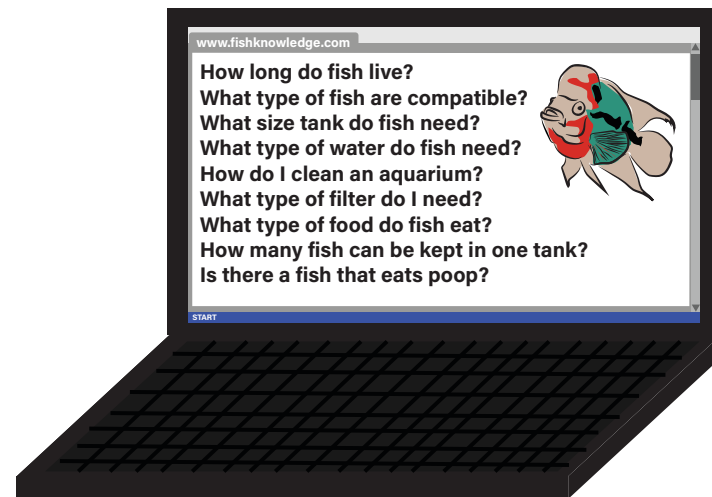 www.fishknowledge.com
How long do fish live?
What type of fish are compatible?
What size tank do fish need?
What type of water do fish need?
How do I clean an aquarium?
What type of filter do I need?
What type of food do fish eat?
How many fish can be kept in one tank?
Is there a fish that eats poop?
START